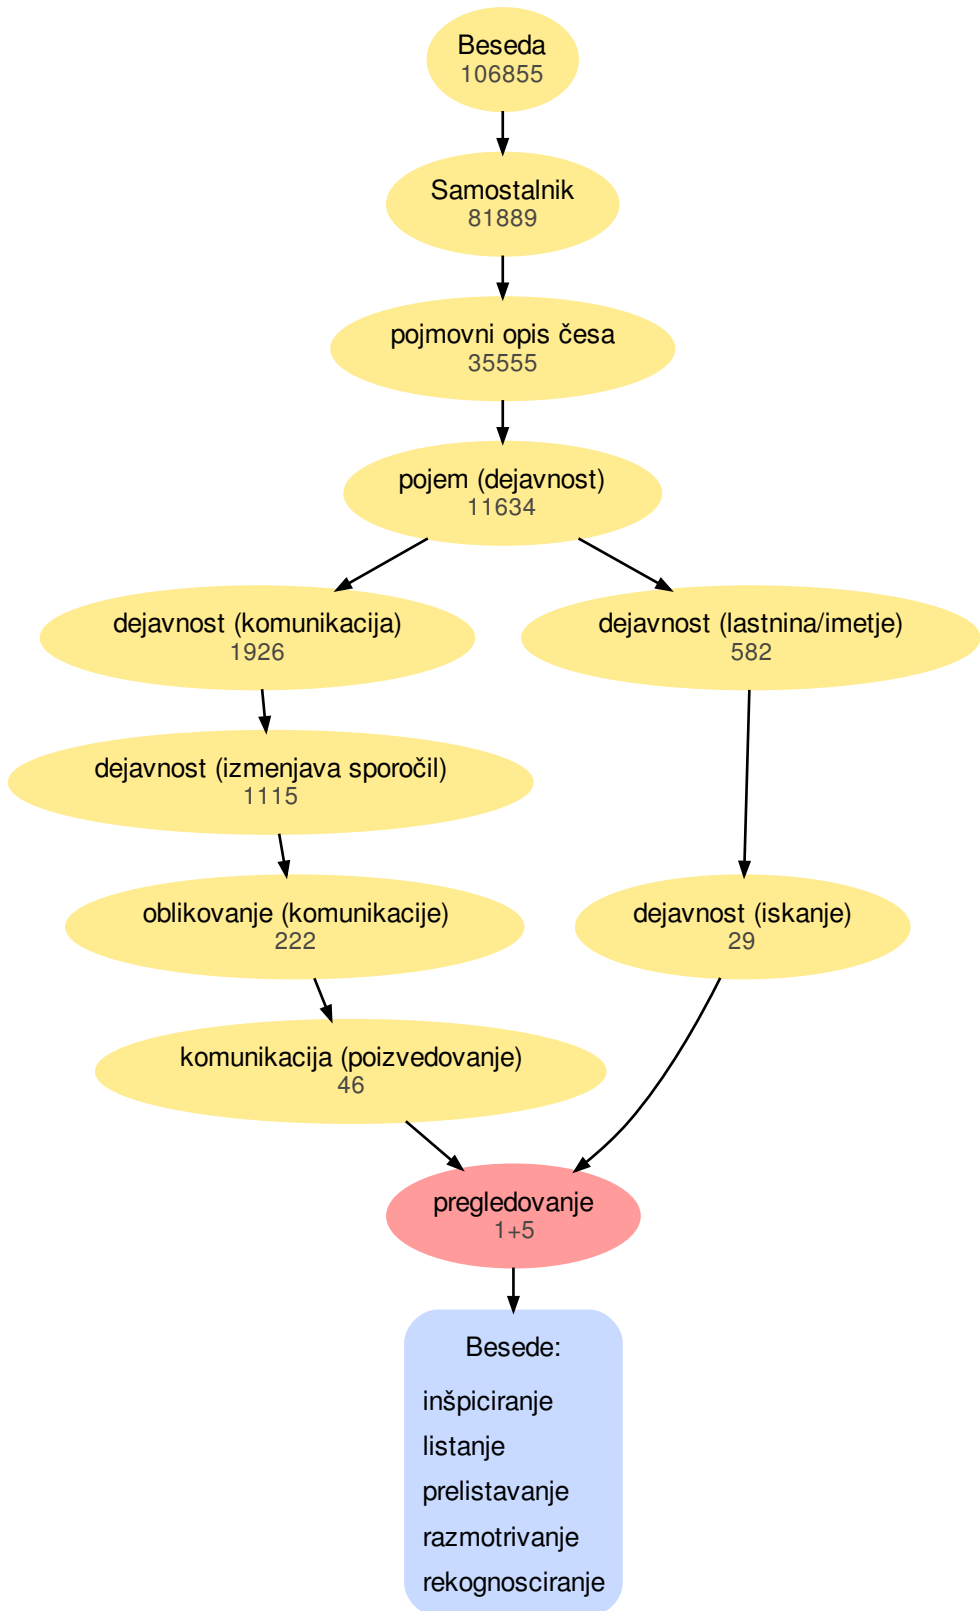 Beseda
106855
Samostalnik
81889
pojmovni opis česa
35555
pojem (dejavnost)
11634
dejavnost (komunikacija)
1926
dejavnost (lastnina/imetje)
582
dejavnost (izmenjava sporočil)
1115
oblikovanje (komunikacije)
222
dejavnost (iskanje)
29
komunikacija (poizvedovanje)
46
pregledovanje
1+5
Besede:
inšpiciranje
listanje
prelistavanje
razmotrivanje
rekognosciranje